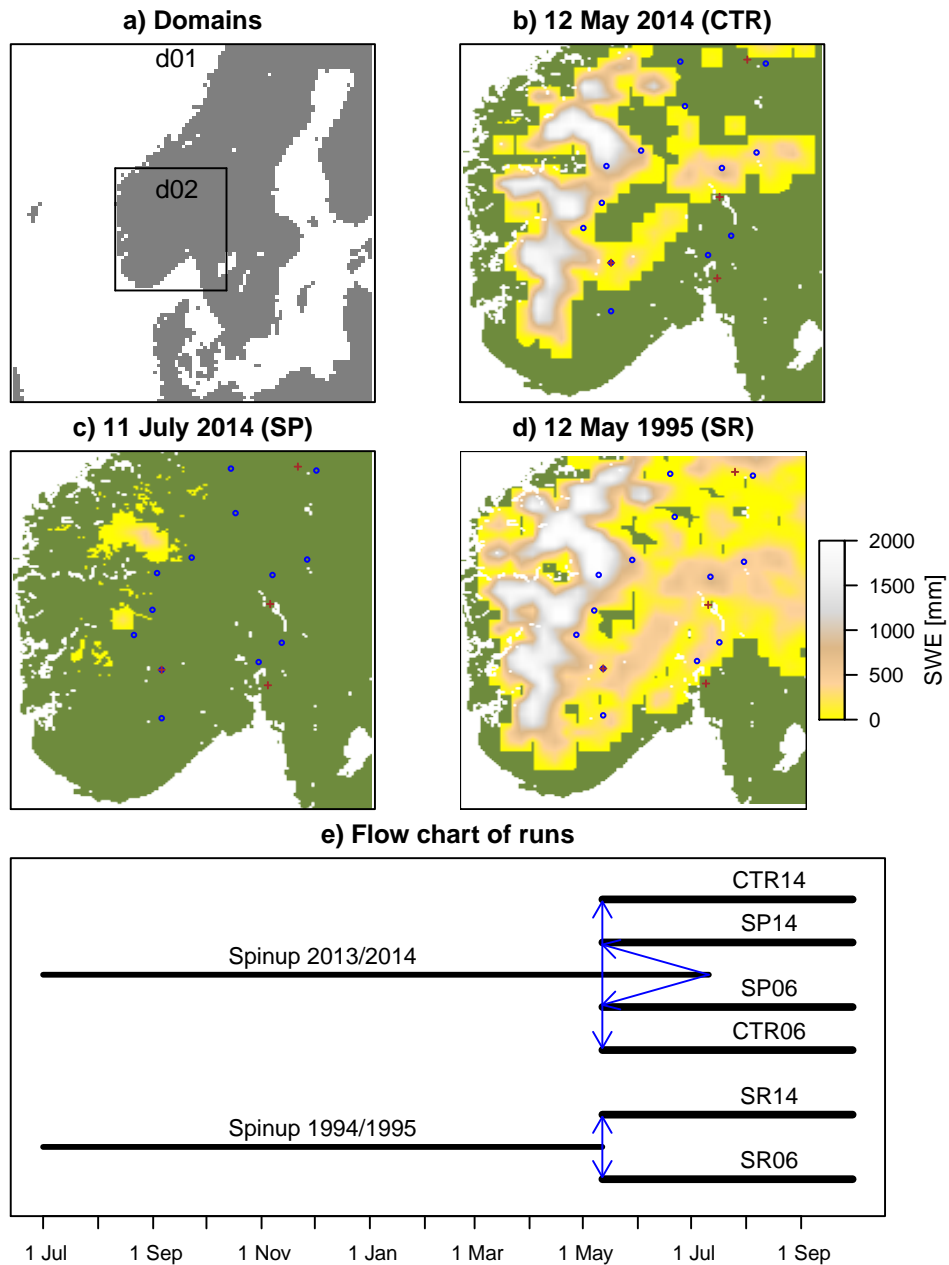 a) Domains
b) 12 May 2014 (CTR)
d01
d02
c) 11 July 2014 (SP)
d) 12 May 1995 (SR)
2000
1500
1000
500
0
SWE [mm]
e) Flow chart of runs
CTR14
SP14
Spinup 2013/2014
SP06
CTR06
SR14
Spinup 1994/1995
SR06
1 Jul
1 Sep
1 Nov
1 Jan
1 Mar
1 May
1 Jul
1 Sep